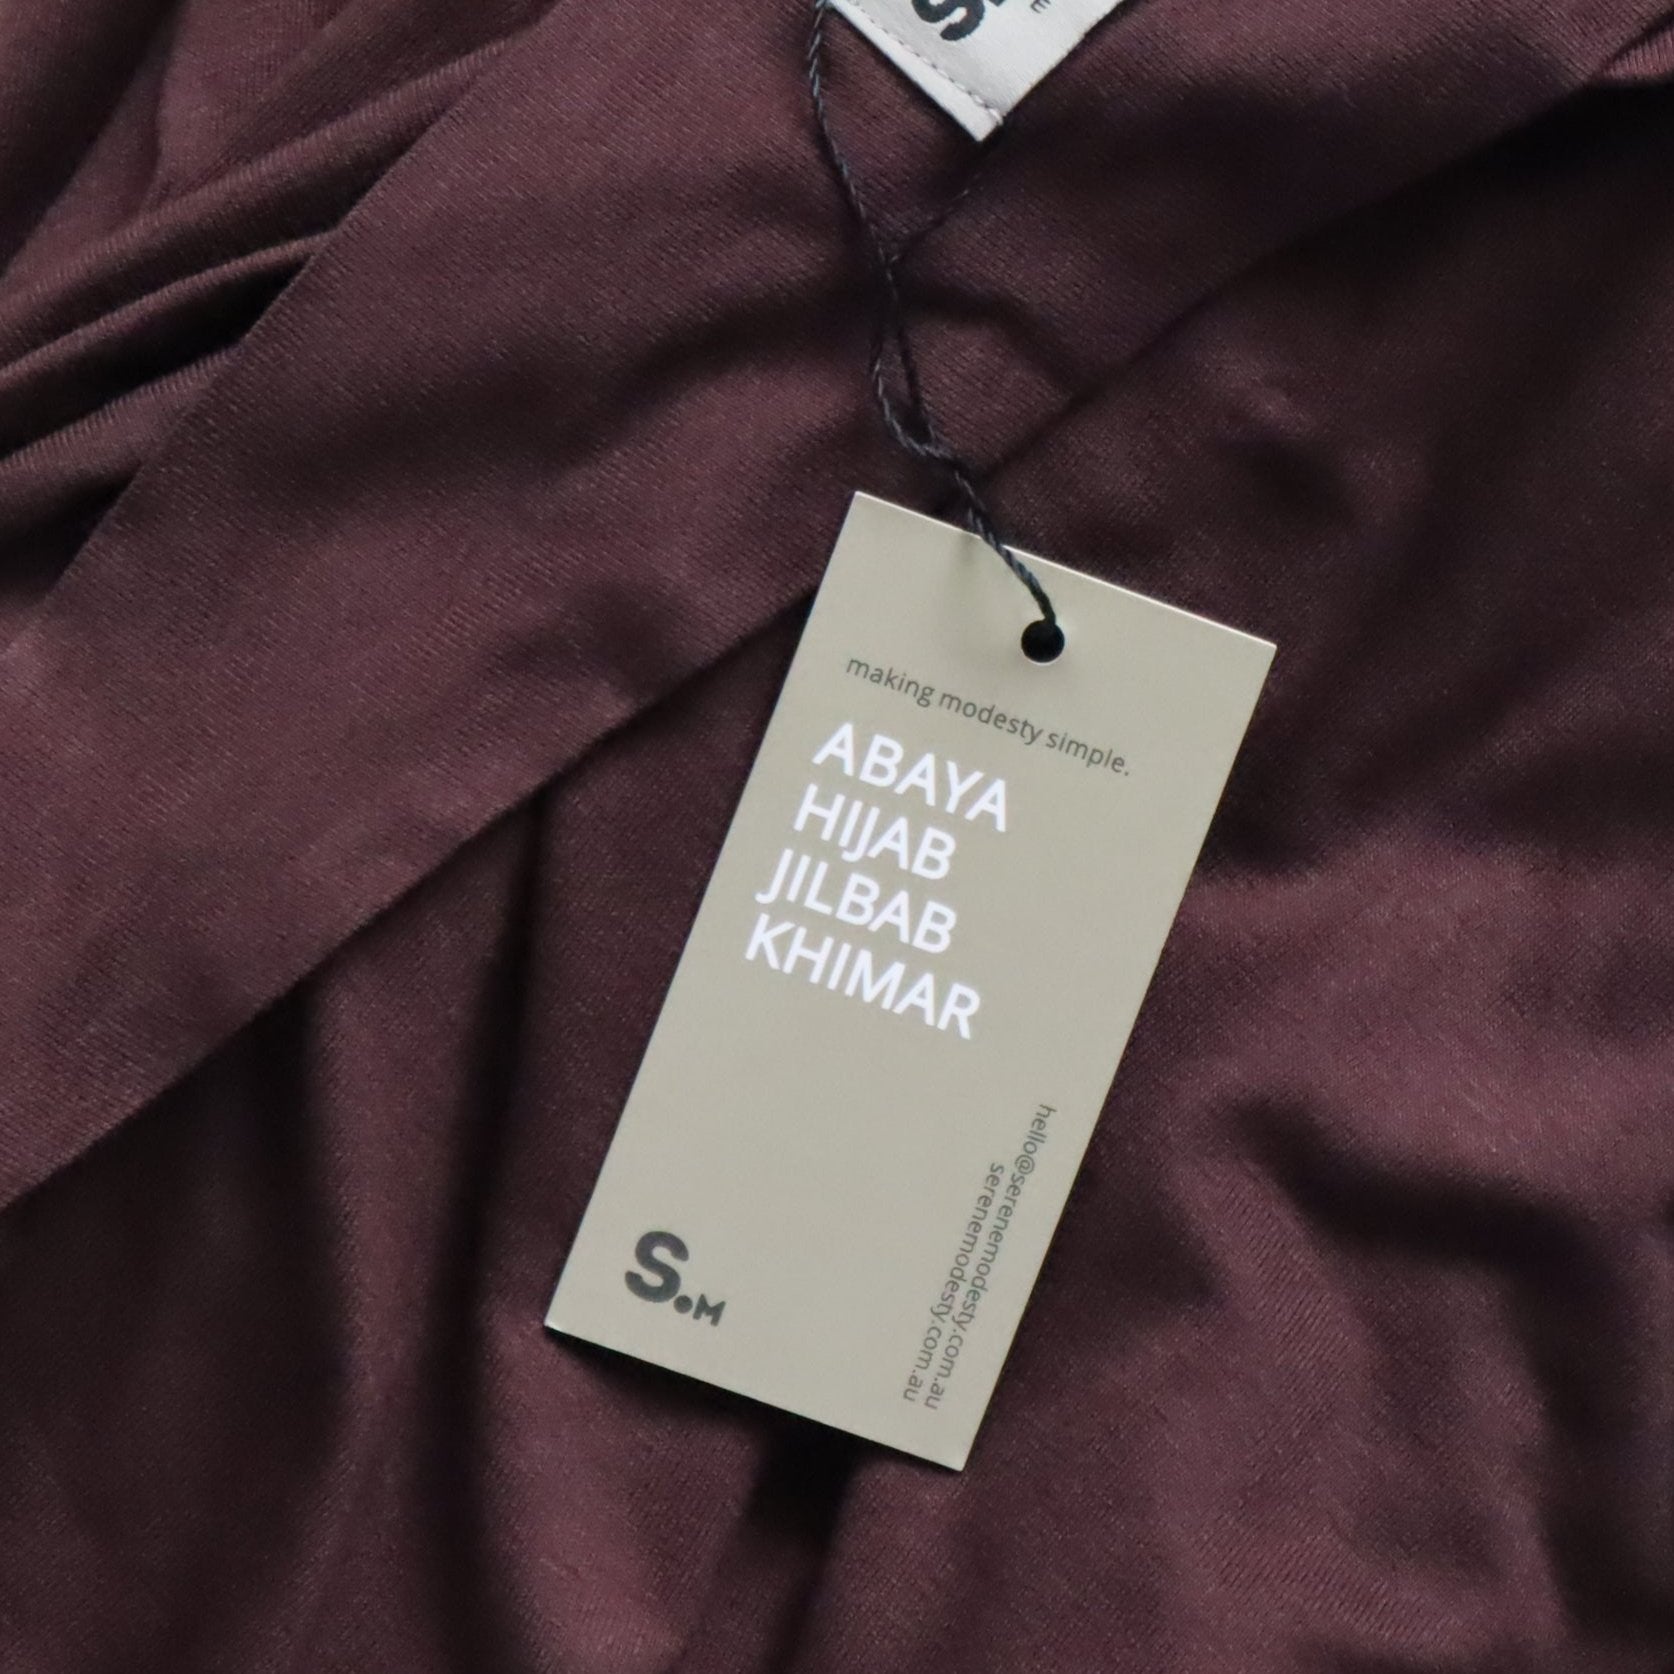 making modesty simple.
ABAYA
HIJAB
JILBAB
KHIMAR
hello@serenemodesty.com.au
serenemodesty.com.au
S.M